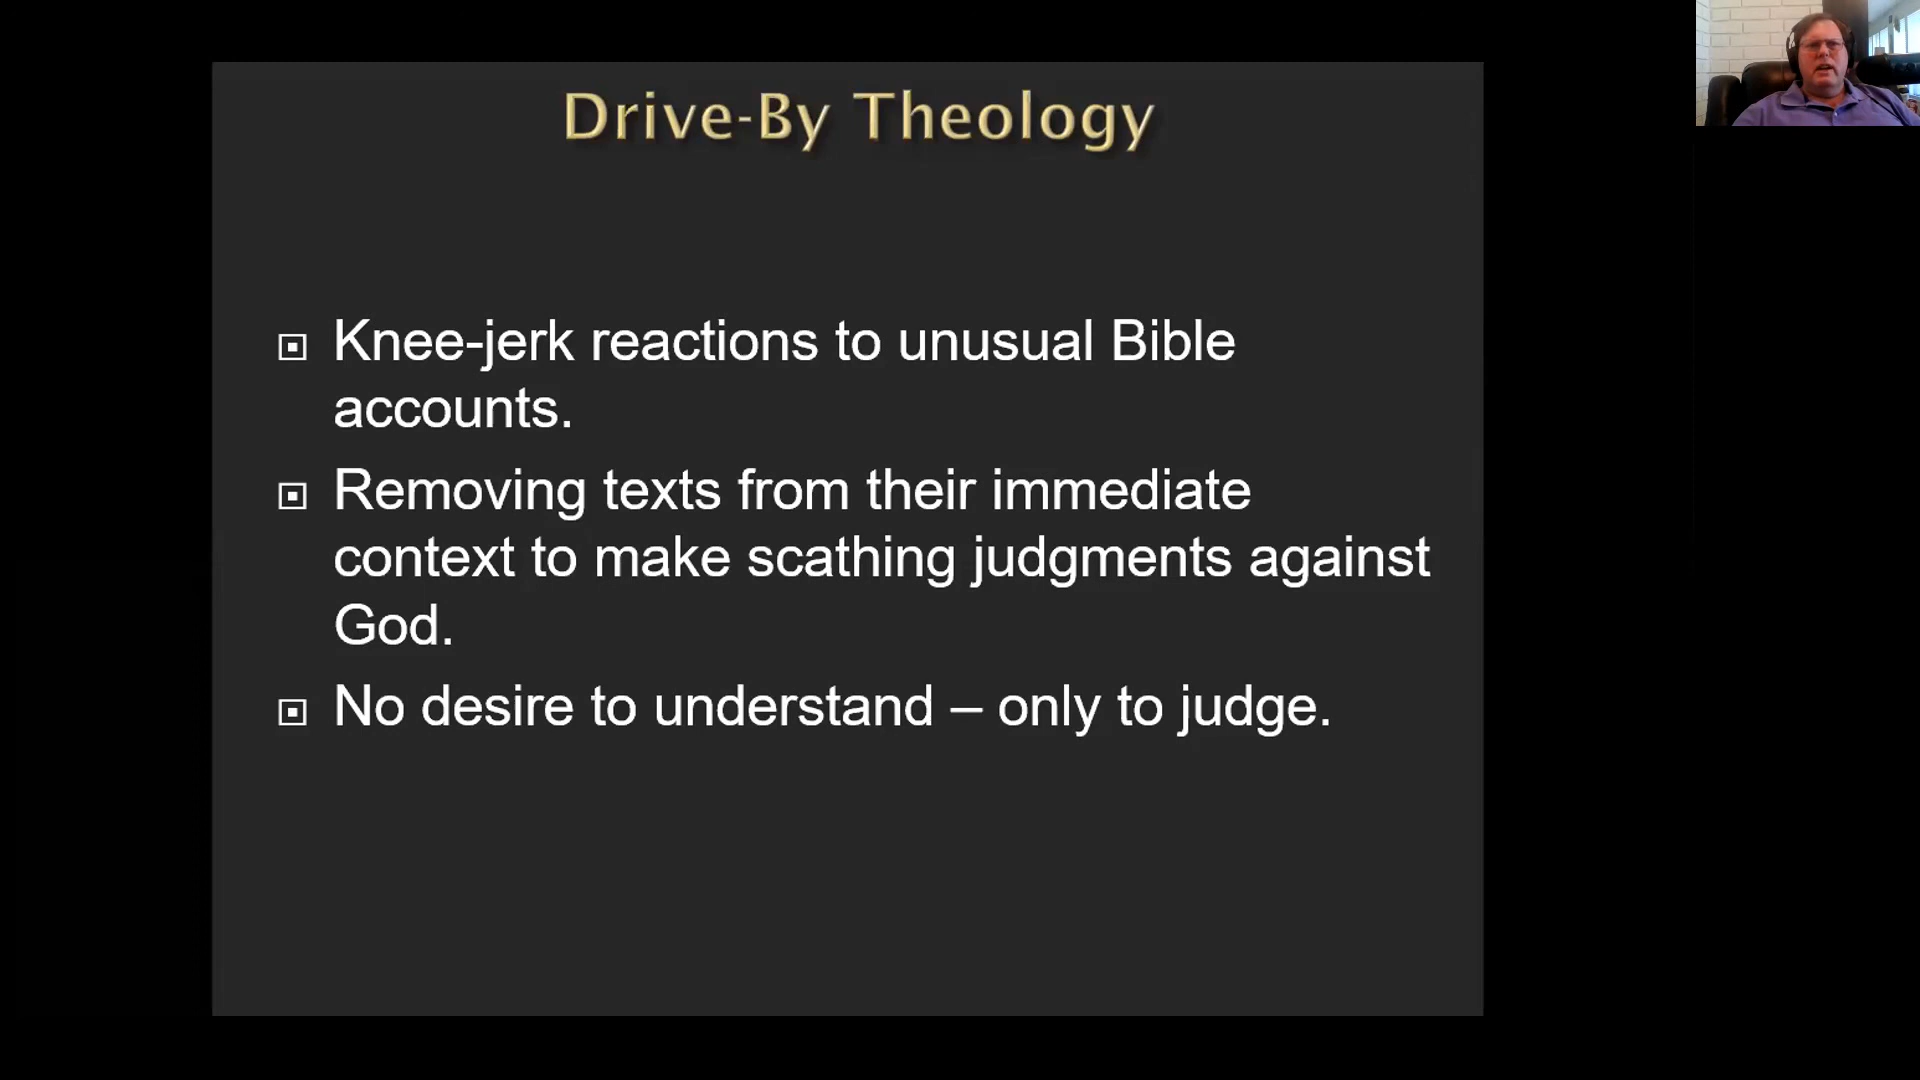 Drive-By Theology
Knee-jerk reactions to unusual Bible
accounts.
Removing texts from their immediate
context to make scathing judgments against
God.
No desire to understand – only to judge.